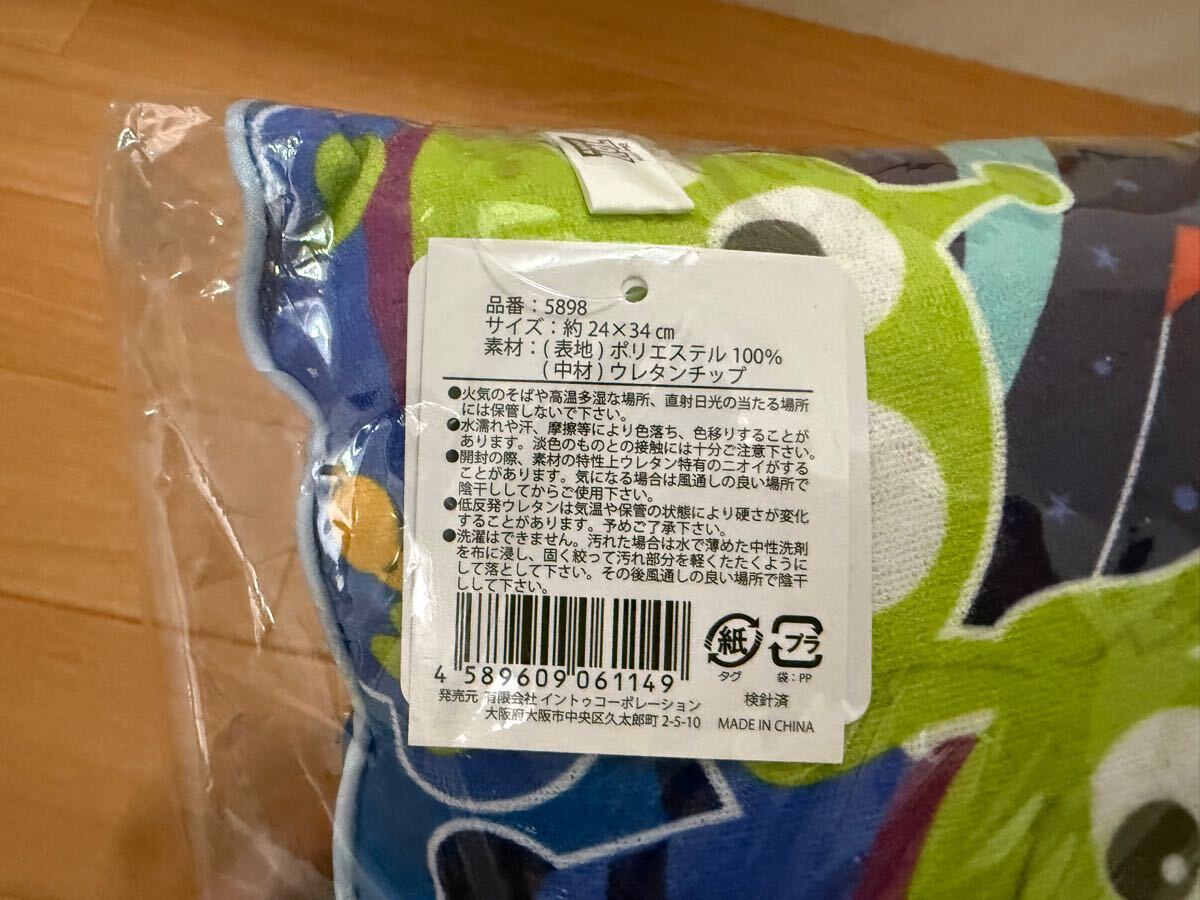 品番：5898
サイズ：約24×34㎝
素材：(表地)ポリエステル100%
(中材)ウレタンチップ
●火気のそばや高温多湿な場所、直射日光の当たる場所
には保管しないで下さい。
●水濡れや汗、摩擦等により色落ち、色移りすることが
あります。淡色のものとの接触には十分ご注意下さい。
●開封の際、素材の特性上ウレタン特有のニオイがする
ことがあります。気になる場合は風通しの良い場所で
陰干ししてからご使用下さい。
●低反発ウレタンは気温や保管の状態により硬さが変化
することがあります。予めご了承下さい。
●洗濯はできません。汚れた場合は水で薄めた中性洗剤
を布に浸し、固く絞って汚れ部分を軽くたたくように
して落として下さい。その後風通しの良い場所で陰干
しして下さい。
4 589609 061149
紙
タグ
プラ
袋：PP
発売元 有限会社イントゥコーポレーション
大阪府大阪市中央区久太郎町2-5-10
検針済
MADE IN CHINA